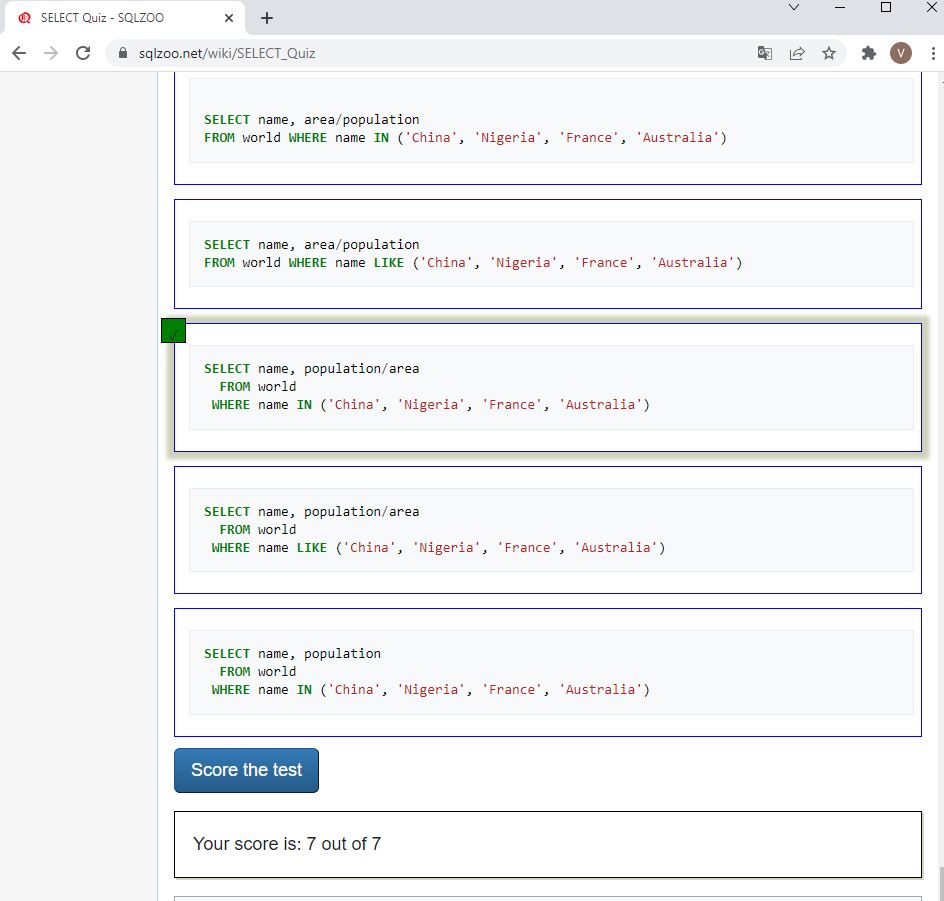 SELECT Quiz - SQLZOO
sqlzoo.net/wiki/SELECT_Quiz
V
SELECT name, area/population
FROM world WHERE name IN ('China', 'Nigeria', 'France', 'Australia')
SELECT name, area/population
FROM world WHERE name LIKE ('China', 'Nigeria', 'France', 'Australia')
SELECT name, population/area
FROM world
WHERE name IN ('China', 'Nigeria', 'France', 'Australia')
SELECT name, population/area
FROM world
WHERE name LIKE ('China', 'Nigeria', 'France', 'Australia')
SELECT name, population
FROM world
WHERE name IN ('China', 'Nigeria', 'France', 'Australia')
Score the test
Your score is: 7 out of 7